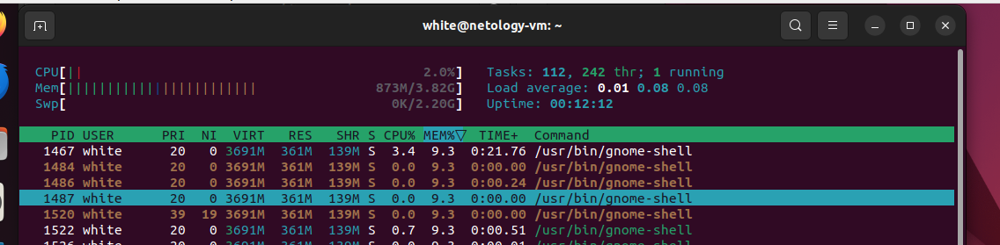 white@netology-vm: ~
CPU[|| 2.0%] Tasks: 112, 242 thr; 1 running
Mem[|||||||||||||||||||||||| 873M/3.82G] Load average: 0.01 0.08 0.08
Swp[ 0K/2.20G] Uptime: 00:12:12
PID USER PRI NI VIRT RES SHR S CPU% MEM%▽ TIME+ Command
1467 white 20 0 3691M 361M 139M S 3.4 9.3 0:21.76 /usr/bin/gnome-shell
1484 white 20 0 3691M 361M 139M S 0.0 9.3 0:00.00 /usr/bin/gnome-shell
1486 white 20 0 3691M 361M 139M S 0.0 9.3 0:00.24 /usr/bin/gnome-shell
1487 white 20 0 3691M 361M 139M S 0.0 9.3 0:00.00 /usr/bin/gnome-shell
1520 white 39 19 3691M 361M 139M S 0.0 9.3 0:00.00 /usr/bin/gnome-shell
1522 white 20 0 3691M 361M 139M S 0.7 9.3 0:00.51 /usr/bin/gnome-shell